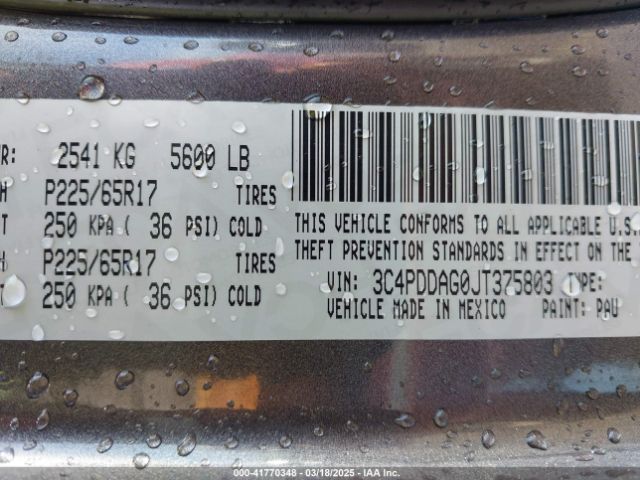 R: 2541 KG 5600 LB
H P225/65R17 TIRES
T 250 KPA ( 36 PSI) COLD
H P225/65R17 TIRES
250 KPA ( 36 PSI) COLD
THIS VEHICLE CONFORMS TO ALL APPLICABLE U.S.
THEFT PREVENTION STANDARDS IN EFFECT ON THE
VIN: 3C4PDDAG0JT375803 TYPE:
VEHICLE MADE IN MEXICO PAINT: PAU
© - 41770348 - 03/18/2025 - IAA Inc.